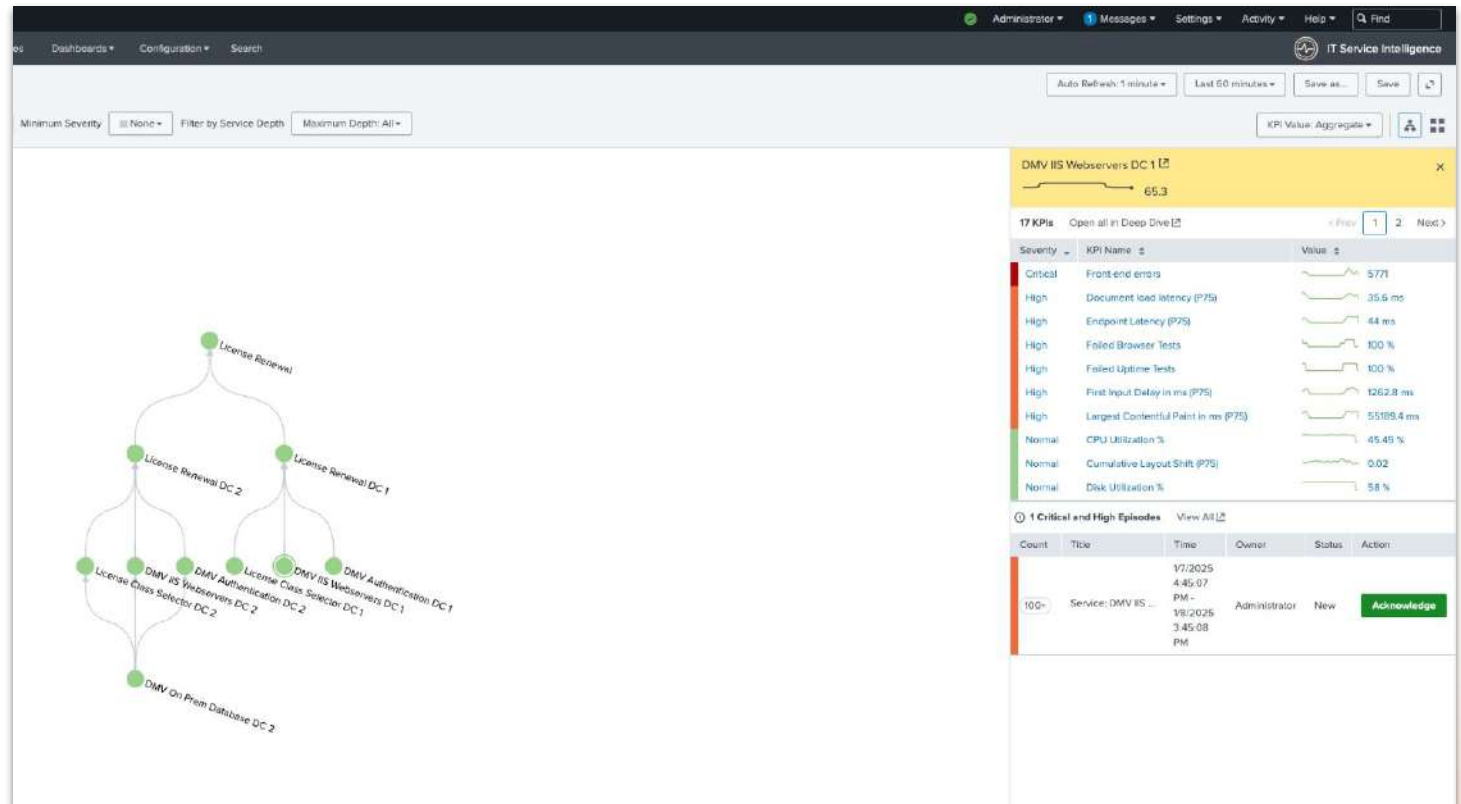 Administrator 1 Messages Settings Activity Help Find
es Dashboards Configuration Search IT Service Intelligence
Auto Refresh: 1 minute Last 60 minutes Save as... Save
Minimum Severity None Filter by Service Depth Maximum Depth: All KPI Value: Aggregate
DMV IIS Webservers DC 1
65.3
17 KPIs Open all in Deep Dive < Prev 1 2 Next >
Severity KPI Name Value
Critical Front-end errors 5771
High Document load latency (P75) 35.6 ms
High Endpoint Latency (P75) 44 ms
High Failed Browser Tests 100 %
High Failed Uptime Tests 100 %
High First Input Delay in ms (P75) 1262.8 ms
High Largest Contentful Paint in ms (P75) 55189.4 ms
Normal CPU Utilization % 45.45 %
Normal Cumulative Layout Shift (P75) 0.02
Normal Disk Utilization % 58 %
1 Critical and High Episodes View All
Count Title Time Owner Status Action
100+ Service: DMV IIS ... 1/7/2025 4:45:07 PM - 1/8/2025 3:45:08 PM Administrator New Acknowledge
License Renewal
License Renewal DC 2
License Renewal DC 1
License Class Selector DC 2
DMV IIS Webservers DC 2
DMV Authentication DC 2
License Class Selector DC 1
DMV IIS Webservers DC 1
DMV Authentication DC 1
DMV On Prem Database DC 2